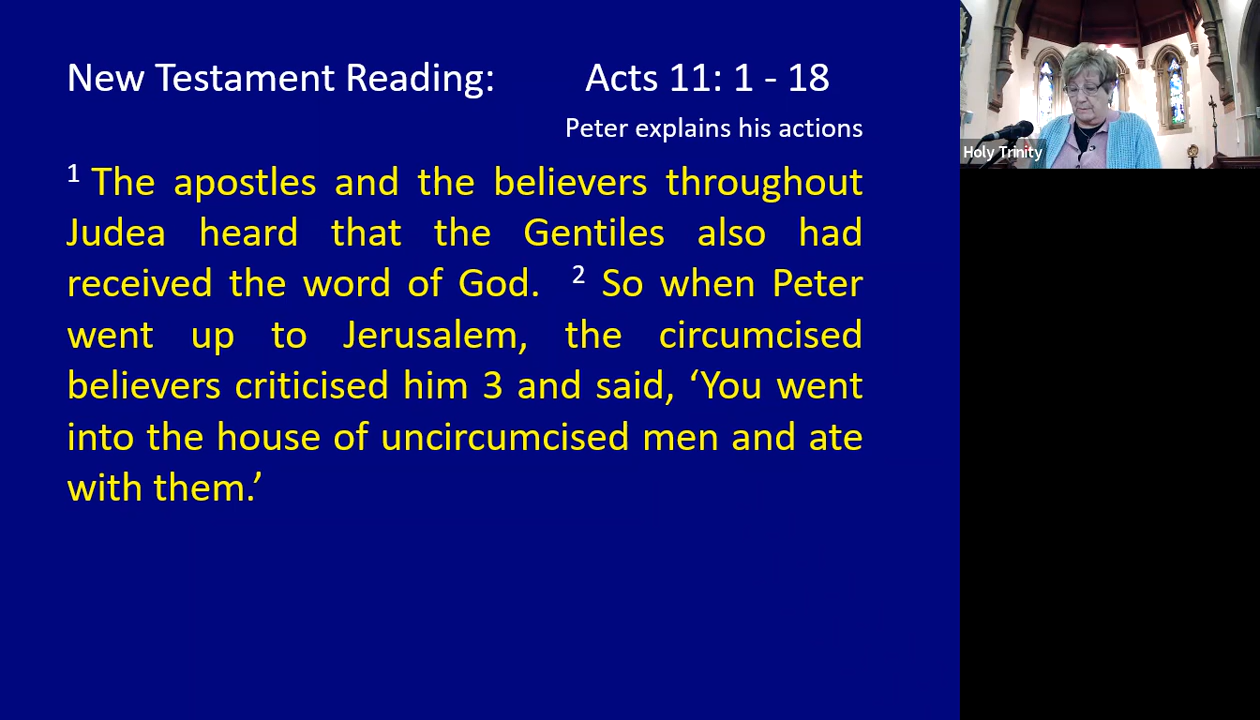 New Testament Reading: Acts 11: 1 - 18
Peter explains his actions
1 The apostles and the believers throughout
Judea heard that the Gentiles also had
received the word of God. 2 So when Peter
went up to Jerusalem, the circumcised
believers criticised him 3 and said, ‘You went
into the house of uncircumcised men and ate
with them.’
Holy Trinity